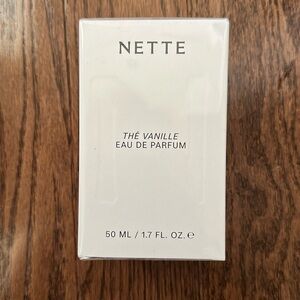 NETTE
THÉ VANILLE
EAU DE PARFUM
50 ML / 1.7 FL. OZ. ℮